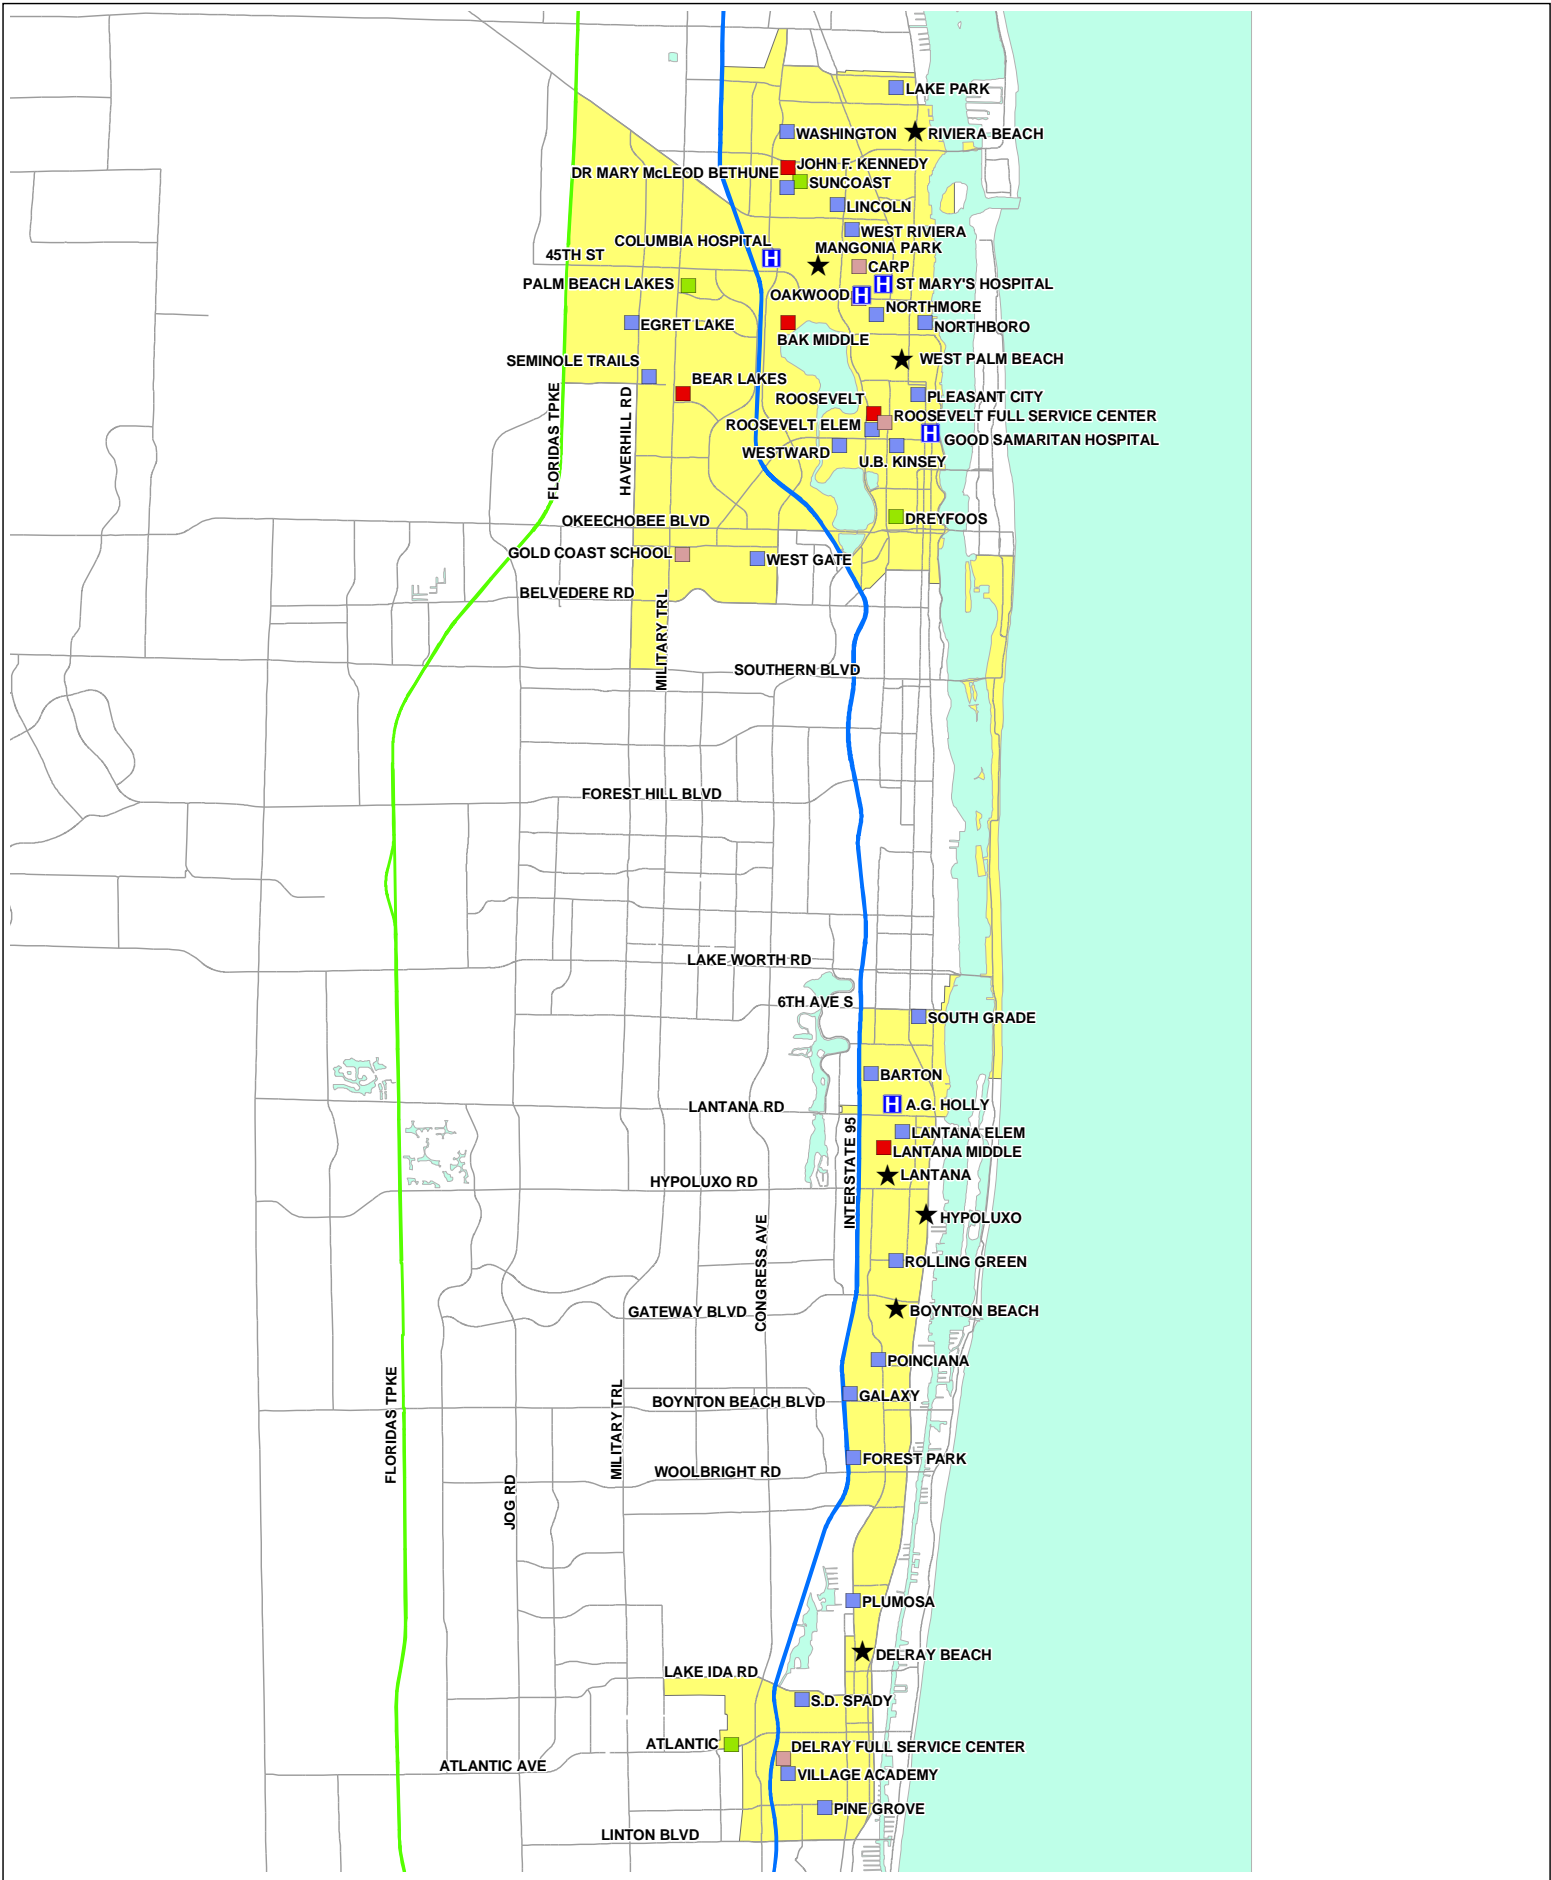 LAKE PARK
WASHINGTON
RIVIERA BEACH
JOHN F. KENNEDY
DR MARY McLEOD BETHUNE
SUNCOAST
LINCOLN
WEST RIVIERA
COLUMBIA HOSPITAL
MANGONIA PARK
45TH ST
H
CARP
PALM BEACH LAKES
H
ST MARY'S HOSPITAL
OAKWOOD
H
NORTHMORE
EGRET LAKE
NORTHBORO
BAK MIDDLE
SEMINOLE TRAILS
WEST PALM BEACH
BEAR LAKES
FLORIDAS TPKE
HAVERHILL RD
ROOSEVELT
PLEASANT CITY
ROOSEVELT FULL SERVICE CENTER
ROOSEVELT ELEM
H
GOOD SAMARITAN HOSPITAL
WESTWARD
U.B. KINSEY
OKEECHOBEE BLVD
DREYFOOS
GOLD COAST SCHOOL
WEST GATE
BELVEDERE RD
MILITARY TRL
SOUTHERN BLVD
FOREST HILL BLVD
LAKE WORTH RD
6TH AVE S
SOUTH GRADE
BARTON
LANTANA RD
H
A.G. HOLLY
INTERSTATE 95
LANTANA ELEM
LANTANA MIDDLE
LANTANA
HYPOLUXO RD
HYPOLUXO
CONGRESS AVE
ROLLING GREEN
GATEWAY BLVD
BOYNTON BEACH
POINCIANA
FLORIDAS TPKE
MILITARY TRL
GALAXY
BOYNTON BEACH BLVD
FOREST PARK
WOOLBRIGHT RD
JOG RD
PLUMOSA
DELRAY BEACH
LAKE IDA RD
S.D. SPADY
ATLANTIC
DELRAY FULL SERVICE CENTER
ATLANTIC AVE
VILLAGE ACADEMY
PINE GROVE
LINTON BLVD